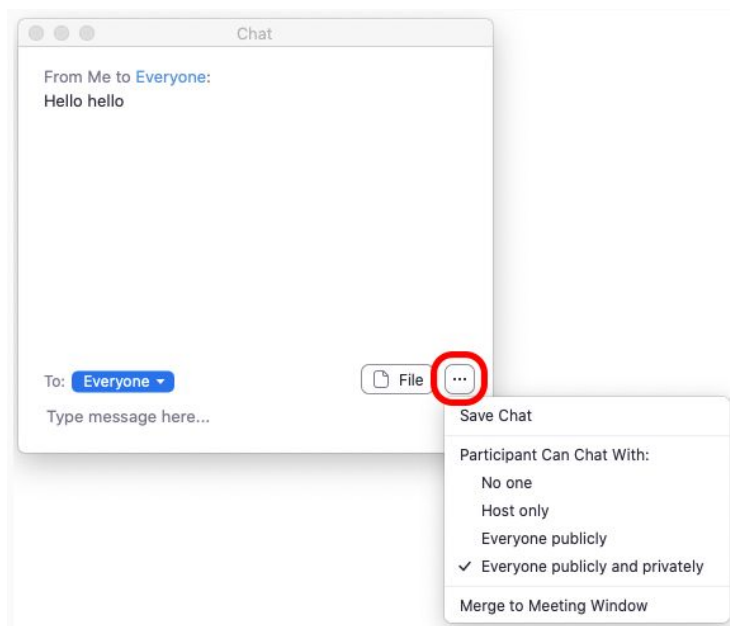 Chat
From Me to Everyone:
Hello hello
To: Everyone
File
...
Type message here...
Save Chat
Participant Can Chat With:
No one
Host only
Everyone publicly
✓ Everyone publicly and privately
Merge to Meeting Window